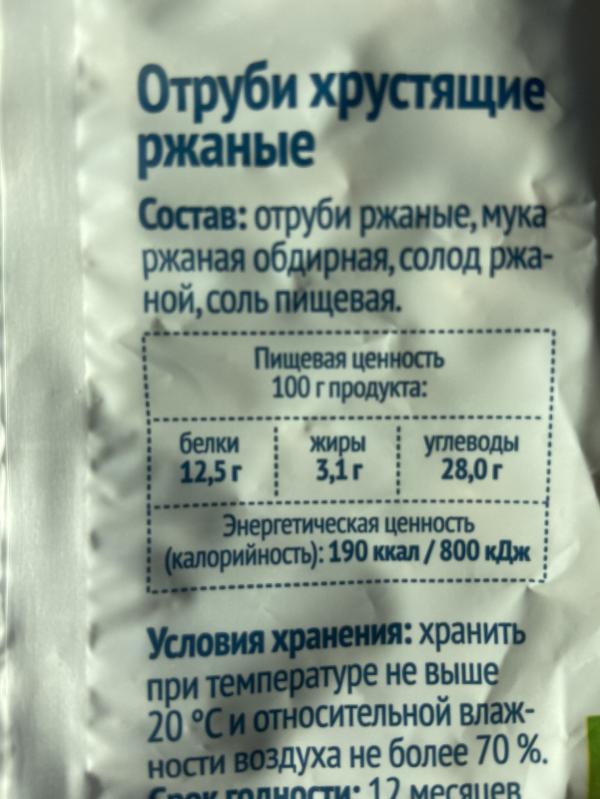 Отруби хрустящие
ржаные
Состав: отруби ржаные, мука
ржаная обдирная, солод ржа-
ной, соль пищевая.
Пищевая ценность
100 г продукта:
белки жиры углеводы
12,5 г 3,1 г 28,0 г
Энергетическая ценность
(калорийность): 190 ккал / 800 кДж
Условия хранения: хранить
при температуре не выше
20 °C и относительной влаж-
ности воздуха не более 70 %.
Срок годности: 12 месяцев